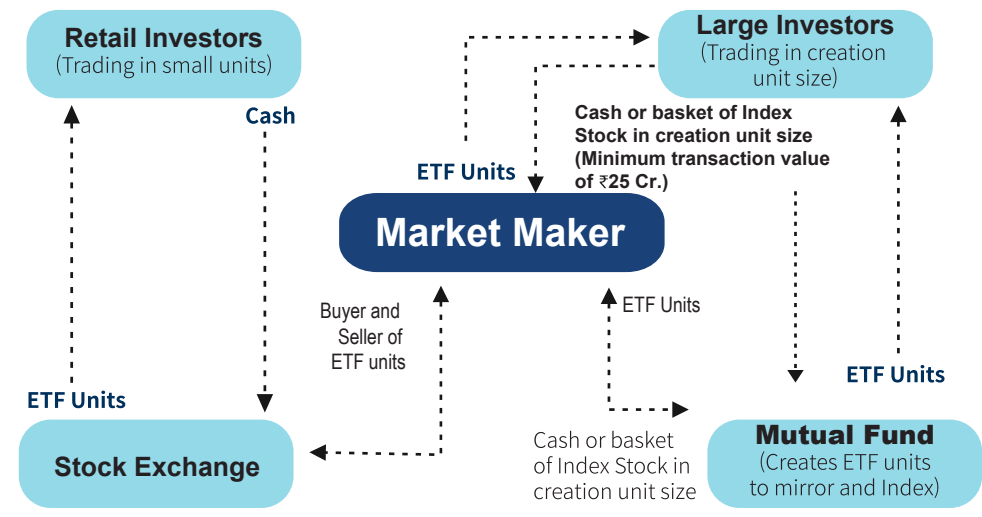 Retail Investors
(Trading in small units)
Large Investors
(Trading in creation
unit size)
Cash
Cash or basket of Index
Stock in creation unit size
(Minimum transaction value
of ₹25 Cr.)
ETF Units
Market Maker
Buyer and
Seller of
ETF units
ETF Units
ETF Units
ETF Units
Stock Exchange
Cash or basket
of Index Stock in
creation unit size
Mutual Fund
(Creates ETF units
to mirror and Index)